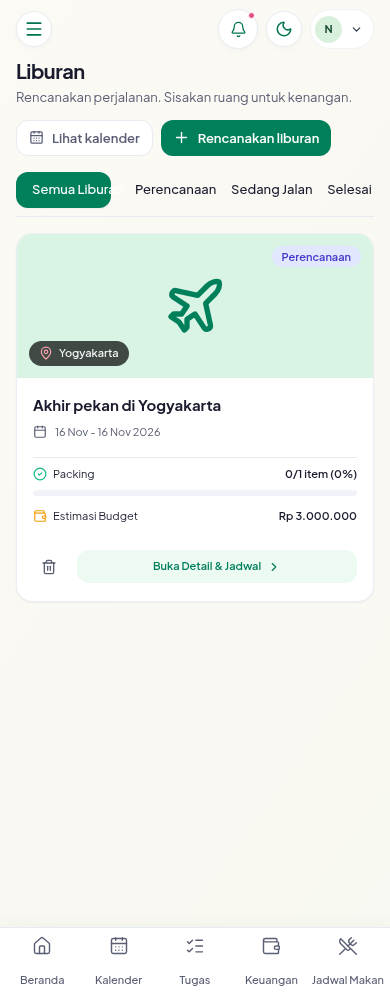 N
Liburan
Rencanakan perjalanan. Sisakan ruang untuk kenangan.
Lihat kalender
Rencanakan liburan
Semua Liburan Perencanaan Sedang Jalan Selesai
Perencanaan
Yogyakarta
Akhir pekan di Yogyakarta
16 Nov - 16 Nov 2026
Packing 0/1 item (0%)
Estimasi Budget Rp 3.000.000
Buka Detail & Jadwal
Beranda Kalender Tugas Keuangan Jadwal Makan